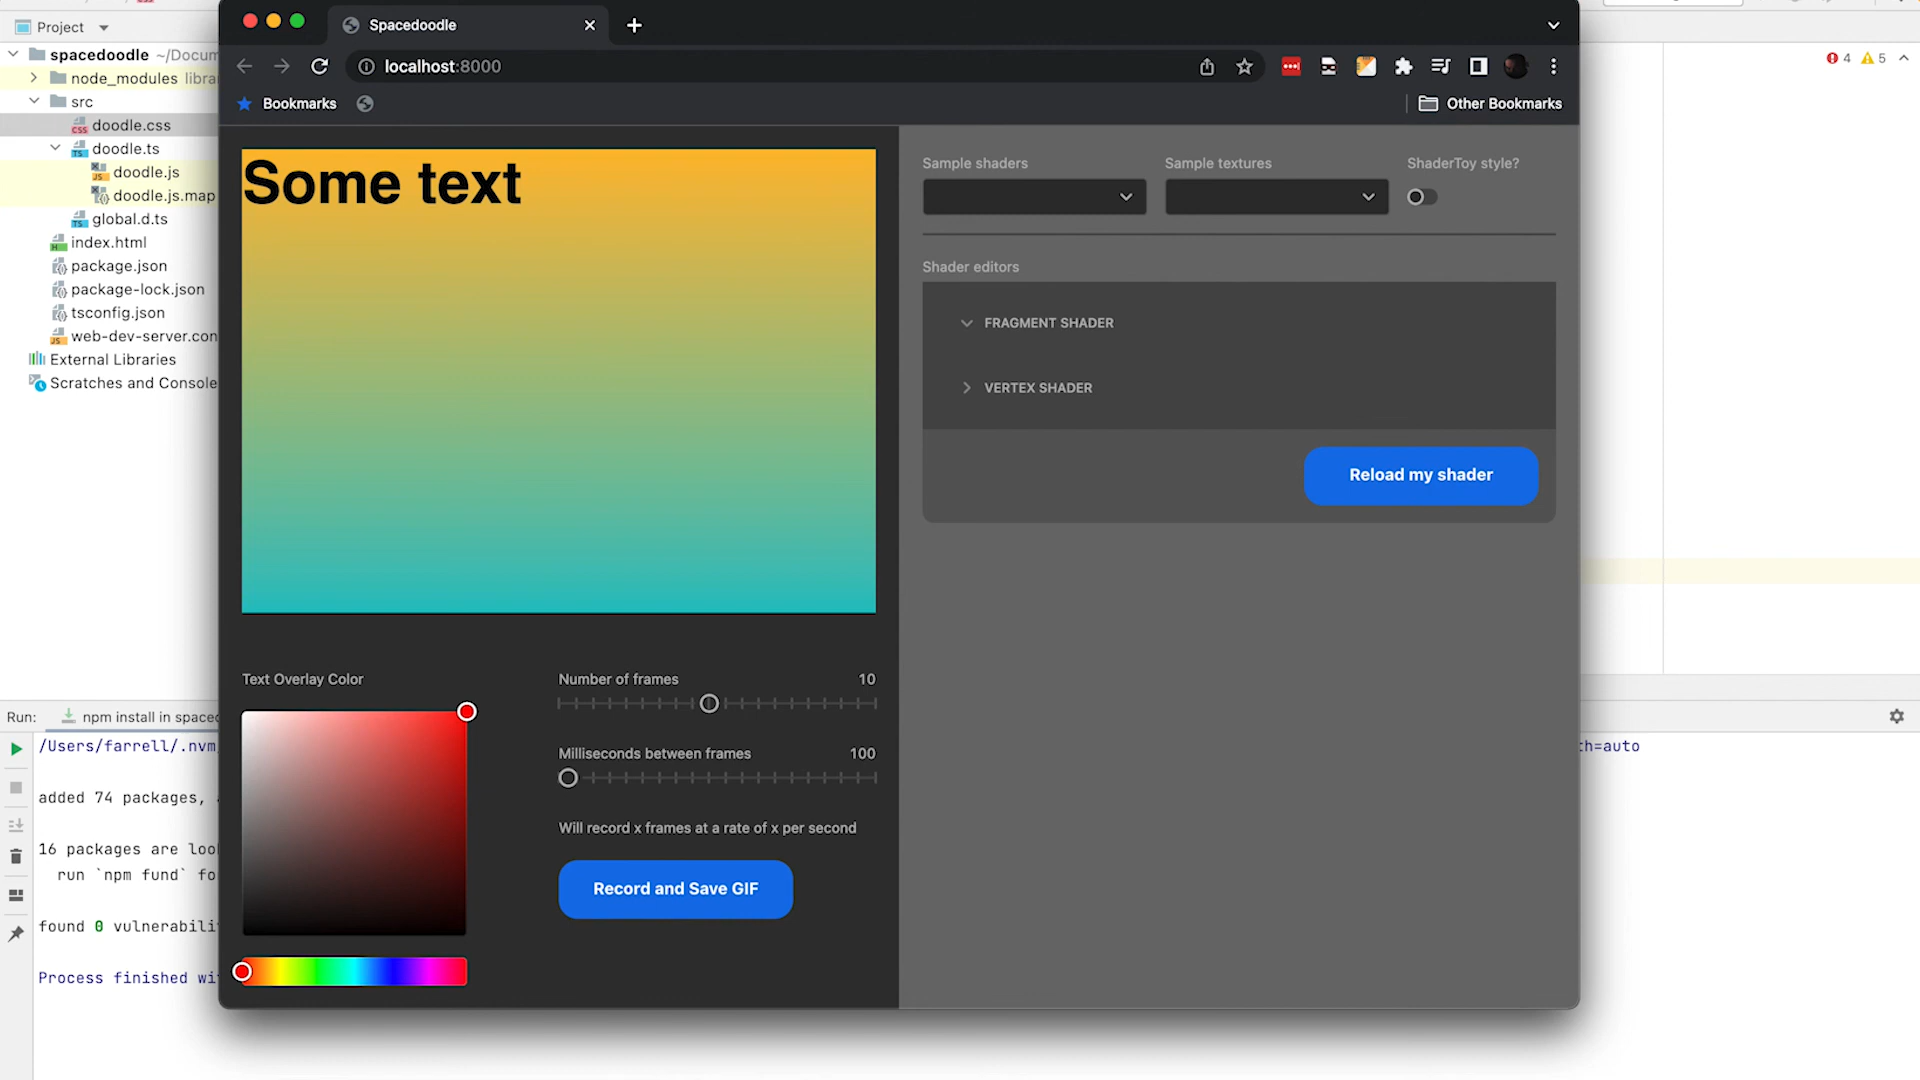 Project
spacedoodle ~/Docum
node_modules libra
src
doodle.css
doodle.ts
doodle.js
doodle.js.map
global.d.ts
index.html
package.json
package-lock.json
tsconfig.json
web-dev-server.con
External Libraries
Scratches and Console
Spacedoodle
localhost:8000
Bookmarks
Other Bookmarks
4 5
Some text
Sample shaders
Sample textures
ShaderToy style?
Shader editors
FRAGMENT SHADER
VERTEX SHADER
Reload my shader
Text Overlay Color
Number of frames 10
Milliseconds between frames 100
Will record x frames at a rate of x per second
Record and Save GIF
Run: npm install in spaced
/Users/farrell/.nvm
th=auto
added 74 packages,
16 packages are loo
run `npm fund` fo
found 0 vulnerabili
Process finished wi